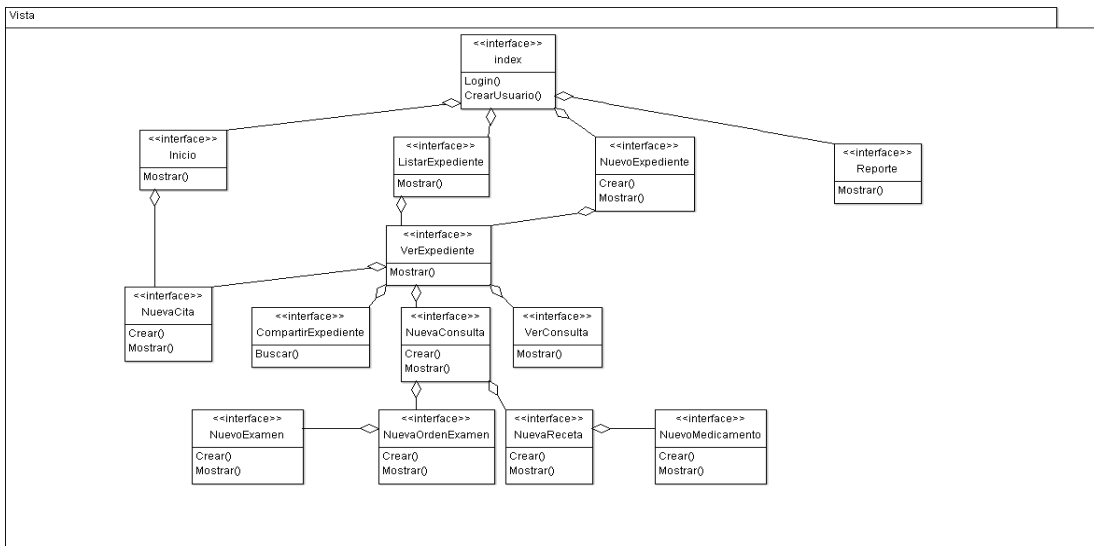 Vista
<<interface>>
index
Login()
CrearUsuario()
<<interface>>
Inicio
Mostrar()
<<interface>>
ListarExpediente
Mostrar()
<<interface>>
NuevoExpediente
Crear()
Mostrar()
<<interface>>
Reporte
Mostrar()
<<interface>>
VerExpediente
Mostrar()
<<interface>>
NuevaCita
Crear()
Mostrar()
<<interface>>
CompartirExpediente
Buscar()
<<interface>>
NuevaConsulta
Crear()
Mostrar()
<<interface>>
VerConsulta
Mostrar()
<<interface>>
NuevoExamen
Crear()
Mostrar()
<<interface>>
NuevaOrdenExamen
Crear()
Mostrar()
<<interface>>
NuevaReceta
Crear()
Mostrar()
<<interface>>
NuevoMedicamento
Crear()
Mostrar()